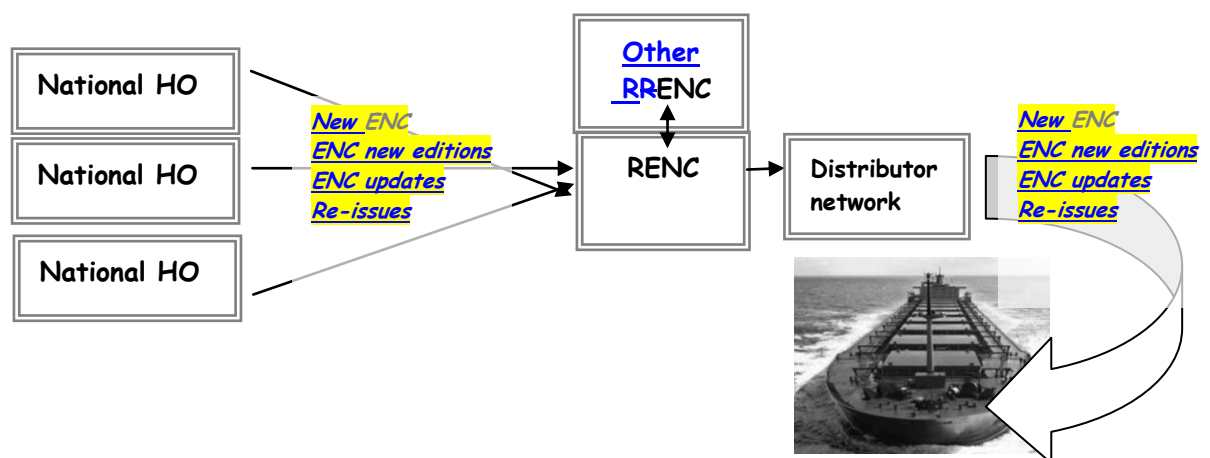 National HO
National HO
National HO
New ENC
ENC new editions
ENC updates
Re-issues
Other
RRENC
RENC
Distributor
network
New ENC
ENC new editions
ENC updates
Re-issues